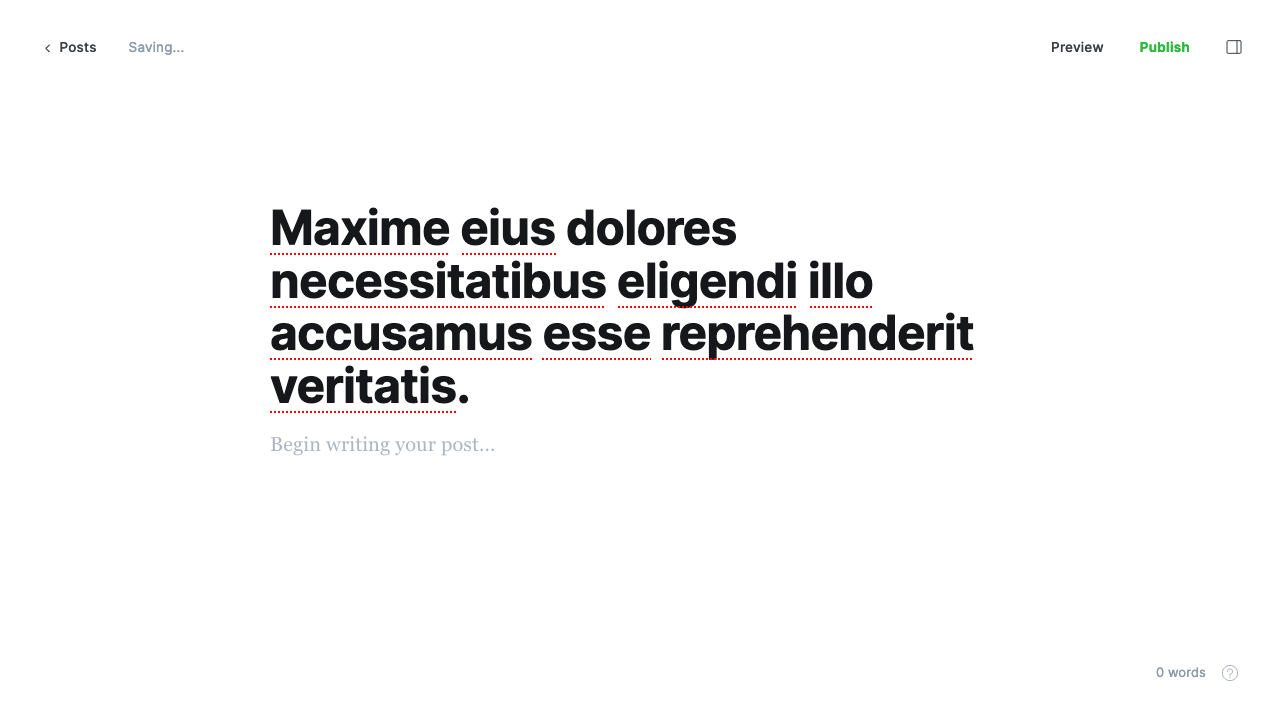 Posts
Saving...
Preview
Publish
Maxime eius dolores
necessitatibus eligendi illo
accusamus esse reprehenderit
veritatis.
Begin writing your post...
0 words
?